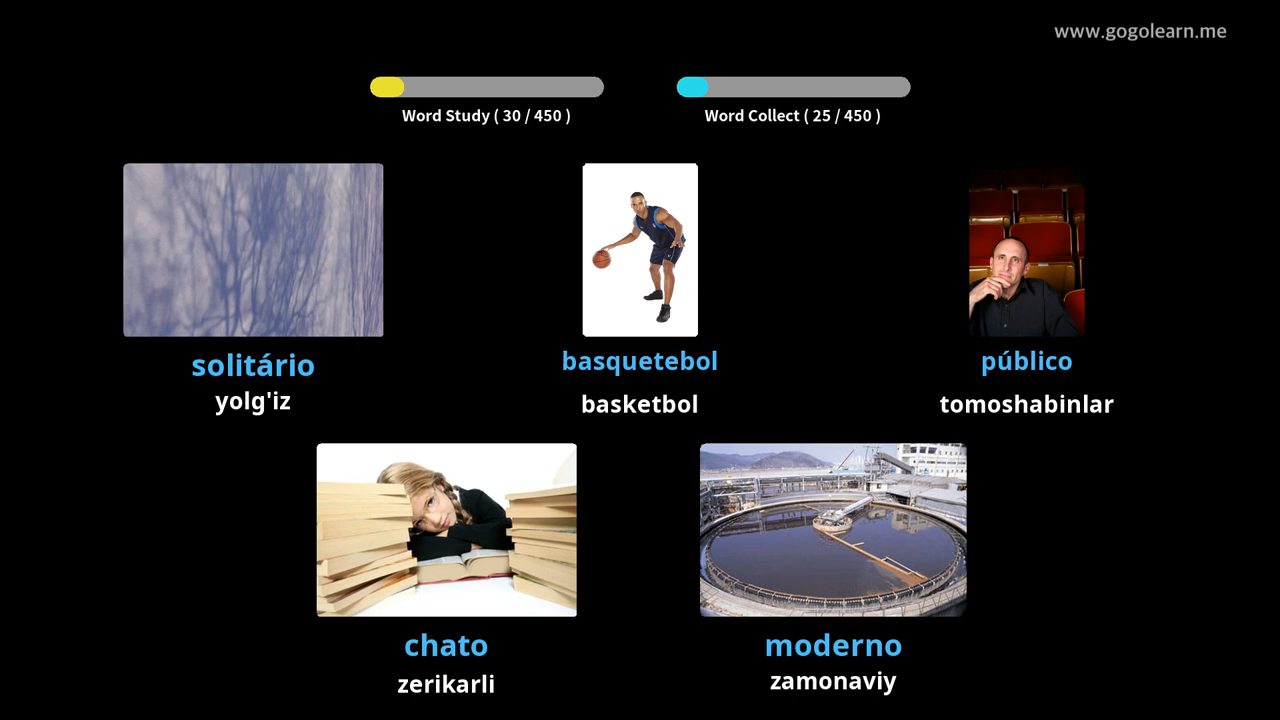 www.gogolearn.me
Word Study ( 30 / 450 )
Word Collect ( 25 / 450 )
solitário
yolg'iz
basquetebol
basketbol
público
tomoshabinlar
chato
zerikarli
moderno
zamonaviy